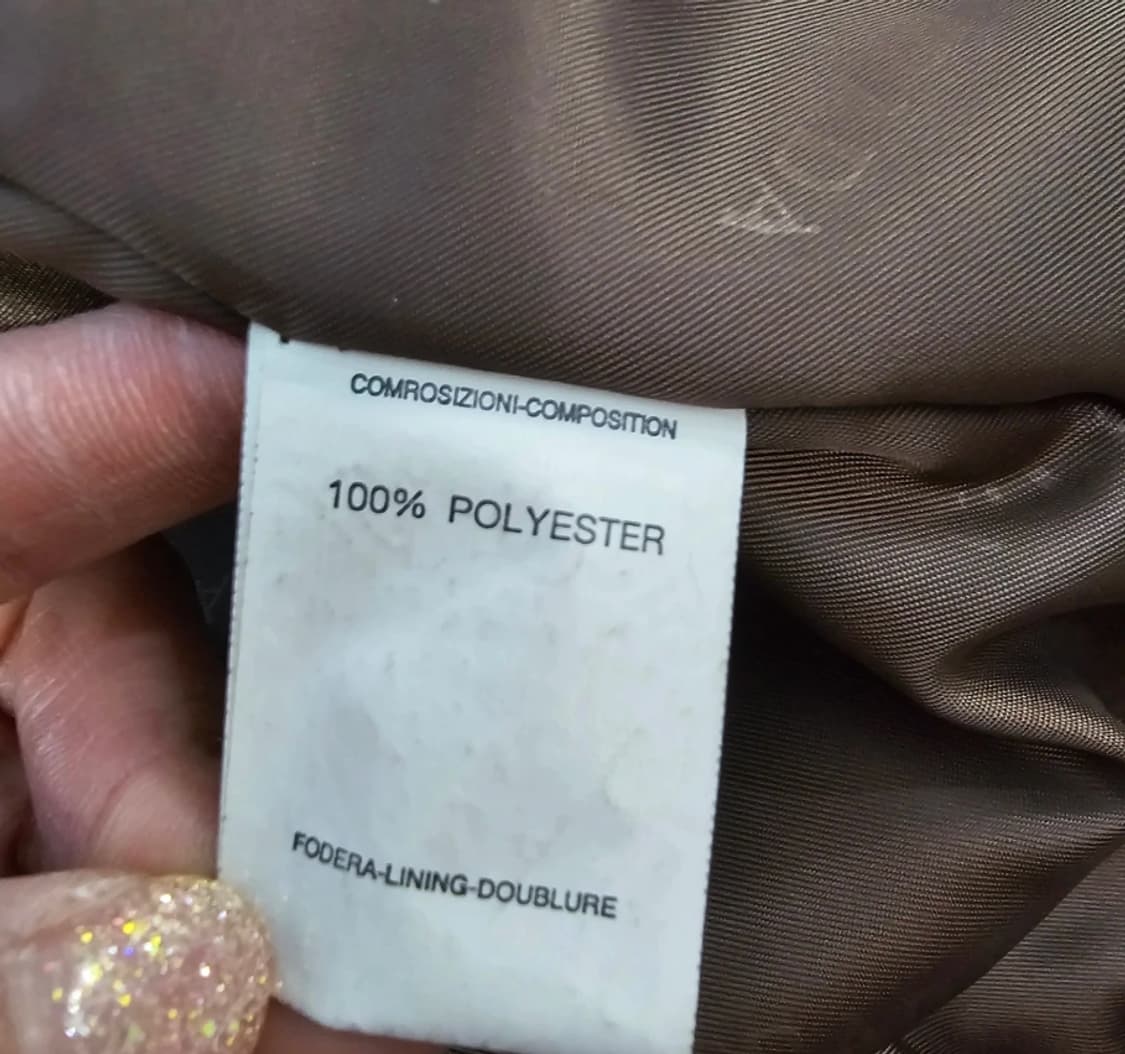 COMROSIZIONI-COMPOSITION
100% POLYESTER
FODERA-LINING-DOUBLURE